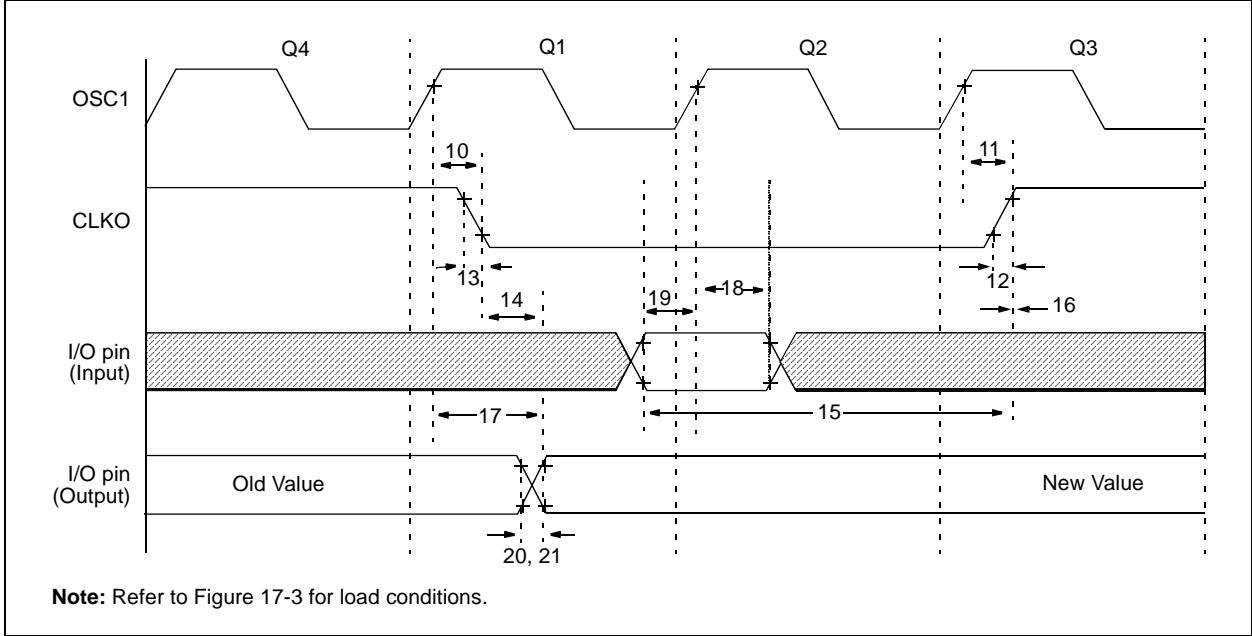 Q4 Q1 Q2 Q3
OSC1
10 11
CLKO
13 12
14 19 18 16
I/O pin
(Input)
17 15
I/O pin
(Output)
Old Value New Value
20, 21
Note: Refer to Figure 17-3 for load conditions.